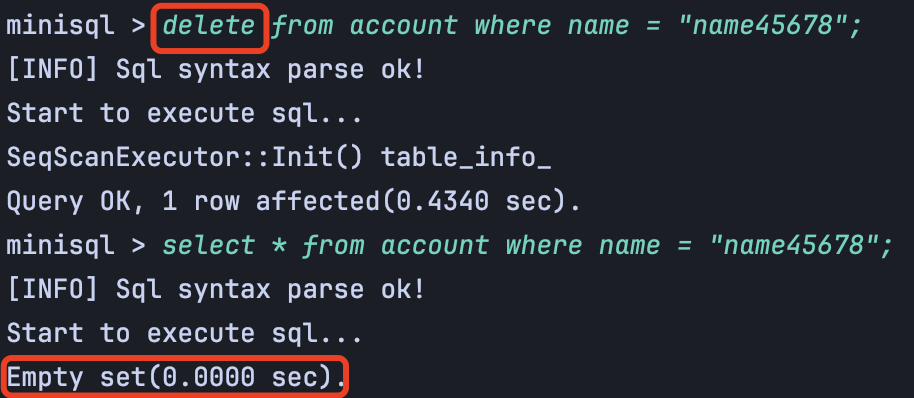 minisql > delete from account where name = "name45678";
[INFO] Sql syntax parse ok!
Start to execute sql...
SeqScanExecutor::Init() table_info_
Query OK, 1 row affected(0.4340 sec).
minisql > select * from account where name = "name45678";
[INFO] Sql syntax parse ok!
Start to execute sql...
Empty set(0.0000 sec).